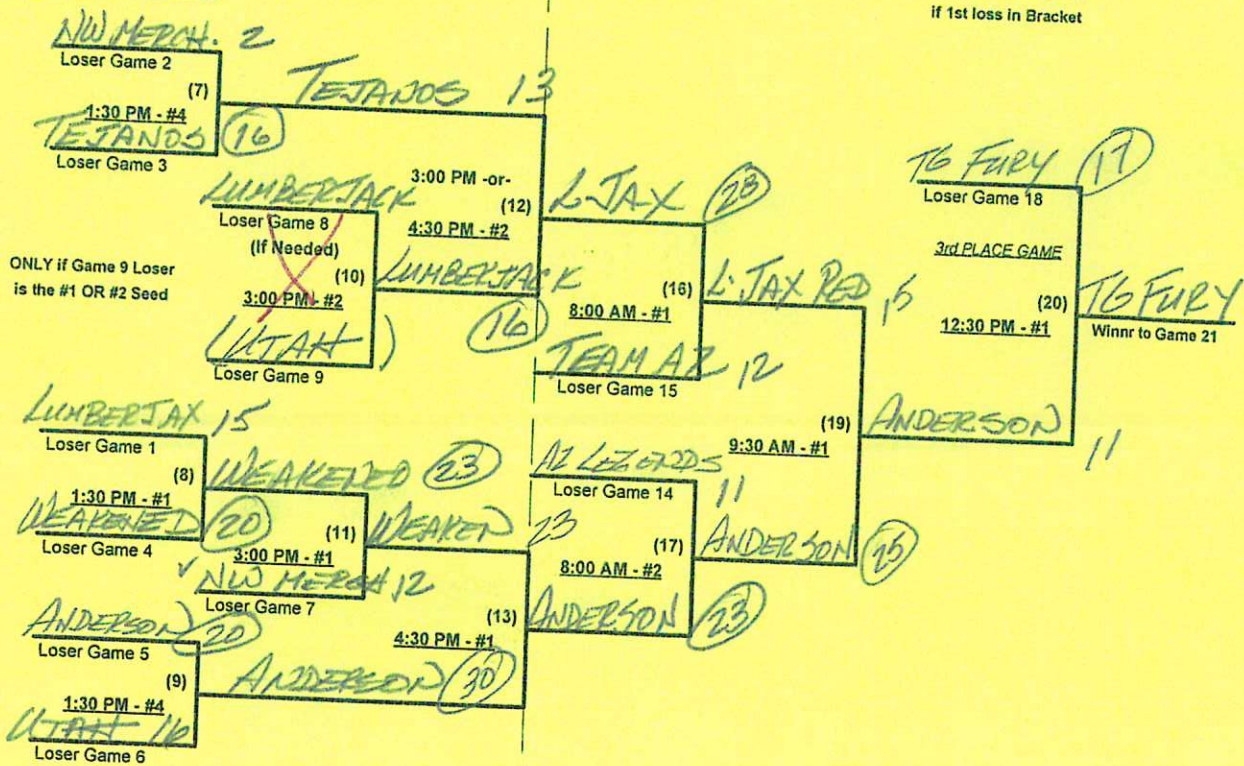 if 1st loss in Bracket
NW MERCH. 2
Loser Game 2
(7)
1:30 PM - #4
TEJANOS 16
Loser Game 3
TEJANOS 13
LUMBERJACK
Loser Game 8
(If Needed)
(10)
3:00 PM - #2
(UTAH)
Loser Game 9
ONLY if Game 9 Loser
is the #1 OR #2 Seed
3:00 PM -or-
(12)
4:30 PM - #2
LUMBERJACK
16
L-JAX 28
(16)
8:00 AM - #1
TEAM AZ 12
Loser Game 15
L-JAX RED 15
TG FURY 17
Loser Game 18
3rd PLACE GAME
(20)
12:30 PM - #1
TG FURY
Winnr to Game 21
LUMBERJAX 15
Loser Game 1
(8)
1:30 PM - #1
WEAKENED 20
Loser Game 4
WEAKENED 23
(11)
3:00 PM - #1
NW MERCH 12
Loser Game 7
WEAKEN 23
ANDERSON 20
Loser Game 5
(9)
1:30 PM - #4
UTAH 16
Loser Game 6
ANDERSON 30
(13)
4:30 PM - #1
AZ LEZENDS 11
Loser Game 14
(17)
8:00 AM - #2
ANDERSON 23
(19)
9:30 AM - #1
ANDERSON 25
ANDERSON 11